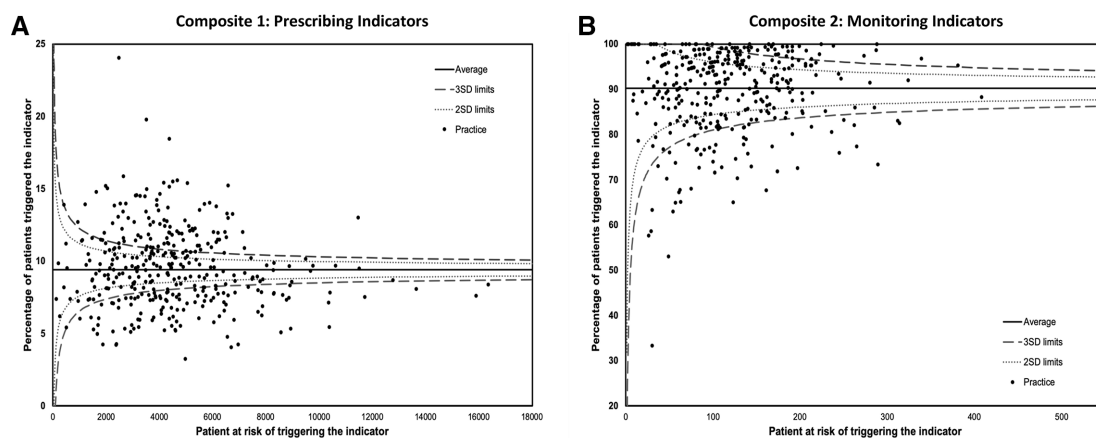 A
Composite 1: Prescribing Indicators
Percentage of patients triggered the indicator
25
20
15
10
5
0
0 2000 4000 6000 8000 10000 12000 14000 16000 18000
Patient at risk of triggering the indicator
Average
3SD limits
2SD limits
Practice
B
Composite 2: Monitoring Indicators
Percentage of patients triggered the indicator
100
90
80
70
60
50
40
30
20
0 100 200 300 400 500
Patient at risk of triggering the indicator
Average
3SD limits
2SD limits
Practice